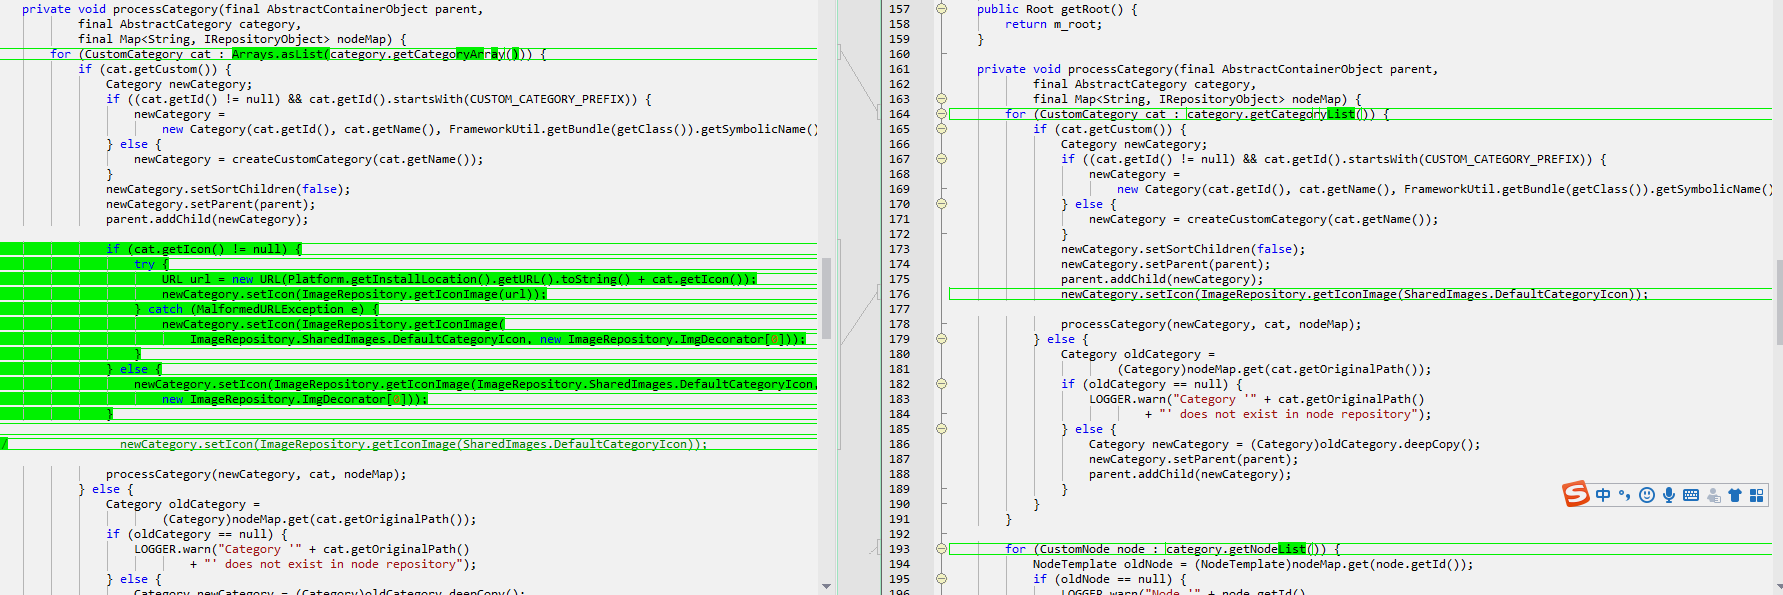 private void processCategory(final AbstractContainerObject parent,
        final AbstractCategory category,
        final Map<String, IRepositoryObject> nodeMap) {
    for (CustomCategory cat : Arrays.asList(category.getCategoryArray())) {
        if (cat.getCustom()) {
            Category newCategory;
            if ((cat.getId() != null) && cat.getId().startsWith(CUSTOM_CATEGORY_PREFIX)) {
                newCategory =
                    new Category(cat.getId(), cat.getName(), FrameworkUtil.getBundle(getClass()).getSymbolicName()
            } else {
                newCategory = createCustomCategory(cat.getName());
            }
            newCategory.setSortChildren(false);
            newCategory.setParent(parent);
            parent.addChild(newCategory);
            if (cat.getIcon() != null) {
                try {
                    URL url = new URL(Platform.getInstallLocation().getURL().toString() + cat.getIcon());
                    newCategory.setIcon(ImageRepository.getIconImage(url));
                } catch (MalformedURLException e) {
                    newCategory.setIcon(ImageRepository.getIconImage(
                        ImageRepository.SharedImages.DefaultCategoryIcon, new ImageRepository.ImgDecorator[0]));
                }
            } else {
                newCategory.setIcon(ImageRepository.getIconImage(ImageRepository.SharedImages.DefaultCategoryIcon,
                    new ImageRepository.ImgDecorator[0]));
            }
/               newCategory.setIcon(ImageRepository.getIconImage(SharedImages.DefaultCategoryIcon));
            processCategory(newCategory, cat, nodeMap);
        } else {
            Category oldCategory =
                    (Category)nodeMap.get(cat.getOriginalPath());
            if (oldCategory == null) {
                LOGGER.warn("Category '" + cat.getOriginalPath()
                        + "' does not exist in node repository");
            } else {
                Category newCategory = (Category)oldCategory.deepCopy();
157 public Root getRoot() {
158     return m_root;
159 }
160
161 private void processCategory(final AbstractContainerObject parent,
162         final AbstractCategory category,
163         final Map<String, IRepositoryObject> nodeMap) {
164     for (CustomCategory cat : category.getCategoryList()) {
165         if (cat.getCustom()) {
166             Category newCategory;
167             if ((cat.getId() != null) && cat.getId().startsWith(CUSTOM_CATEGORY_PREFIX)) {
168                 newCategory =
169                     new Category(cat.getId(), cat.getName(), FrameworkUtil.getBundle(getClass()).getSymbolicName()
170             } else {
171                 newCategory = createCustomCategory(cat.getName());
172             }
173             newCategory.setSortChildren(false);
174             newCategory.setParent(parent);
175             parent.addChild(newCategory);
176             newCategory.setIcon(ImageRepository.getIconImage(SharedImages.DefaultCategoryIcon));
177
178             processCategory(newCategory, cat, nodeMap);
179         } else {
180             Category oldCategory =
181                     (Category)nodeMap.get(cat.getOriginalPath());
182             if (oldCategory == null) {
183                 LOGGER.warn("Category '" + cat.getOriginalPath()
184                         + "' does not exist in node repository");
185             } else {
186                 Category newCategory = (Category)oldCategory.deepCopy();
187                 newCategory.setParent(parent);
188                 parent.addChild(newCategory);
189             }
190         }
191     }
192
193     for (CustomNode node : category.getNodeList()) {
194         NodeTemplate oldNode = (NodeTemplate)nodeMap.get(node.getId());
195         if (oldNode == null) {
196             LOGGER.warn("Node '" + node.getId()
S 中